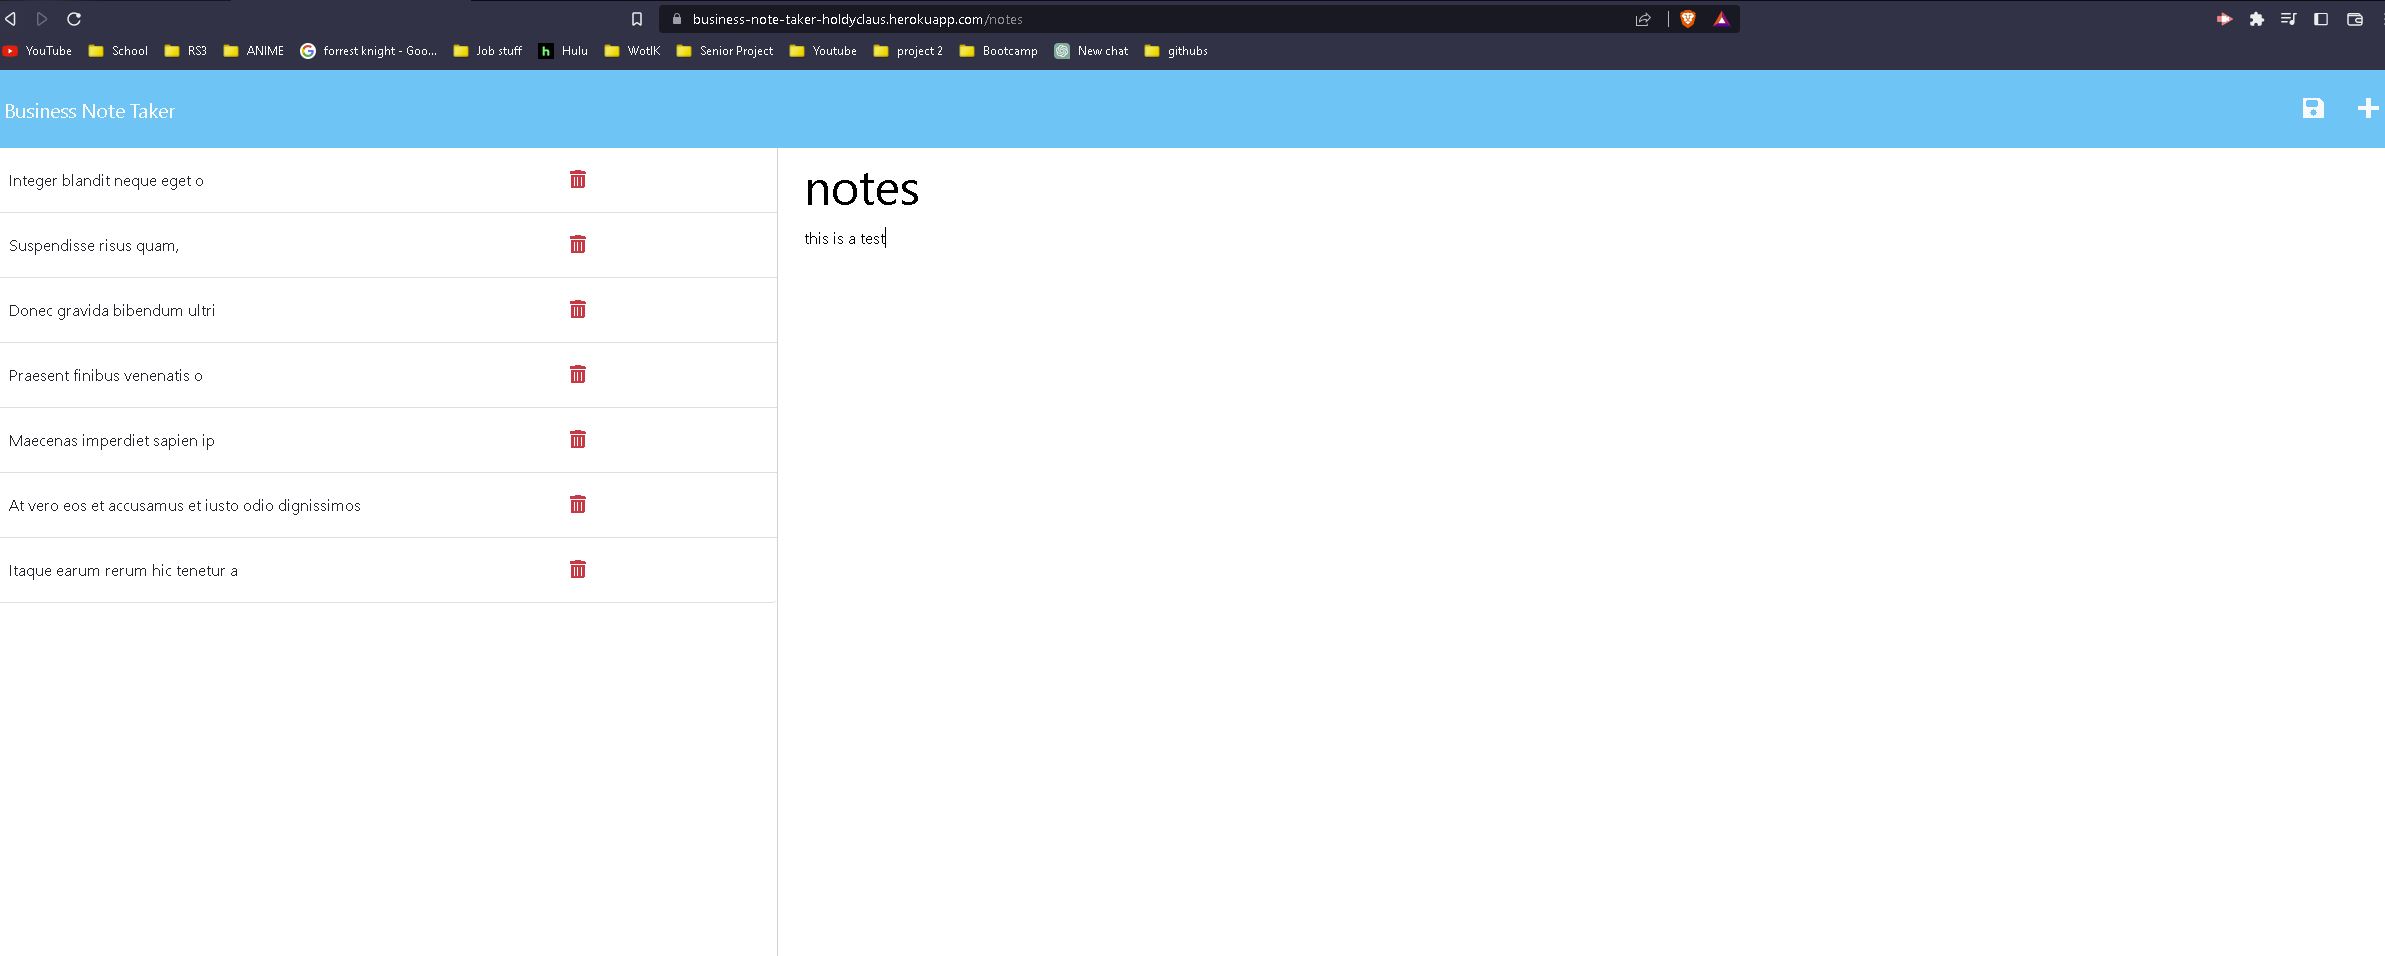 business-note-taker-holdyclaus.herokuapp.com/notes
YouTube School RS3 ANIME forrest knight - Goo... Job stuff h Hulu WotlK Senior Project Youtube project 2 Bootcamp New chat githubs
Business Note Taker
Integer blandit neque eget o
Suspendisse risus quam,
Donec gravida bibendum ultri
Praesent finibus venenatis o
Maecenas imperdiet sapien ip
At vero eos et accusamus et iusto odio dignissimos
Itaque earum rerum hic tenetur a
notes
this is a test